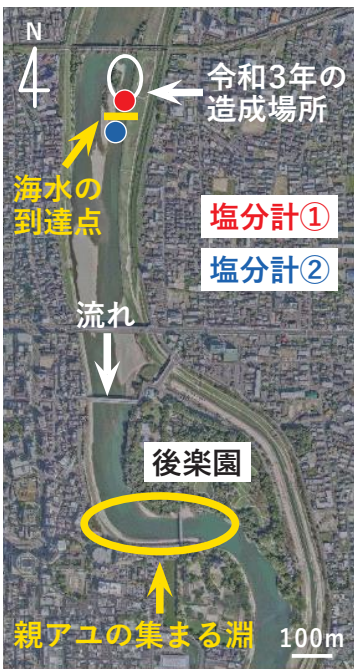 N
令和3年の
造成場所
海水の
到達点
塩分計①
塩分計②
流れ
後楽園
親アユの集まる淵
100m